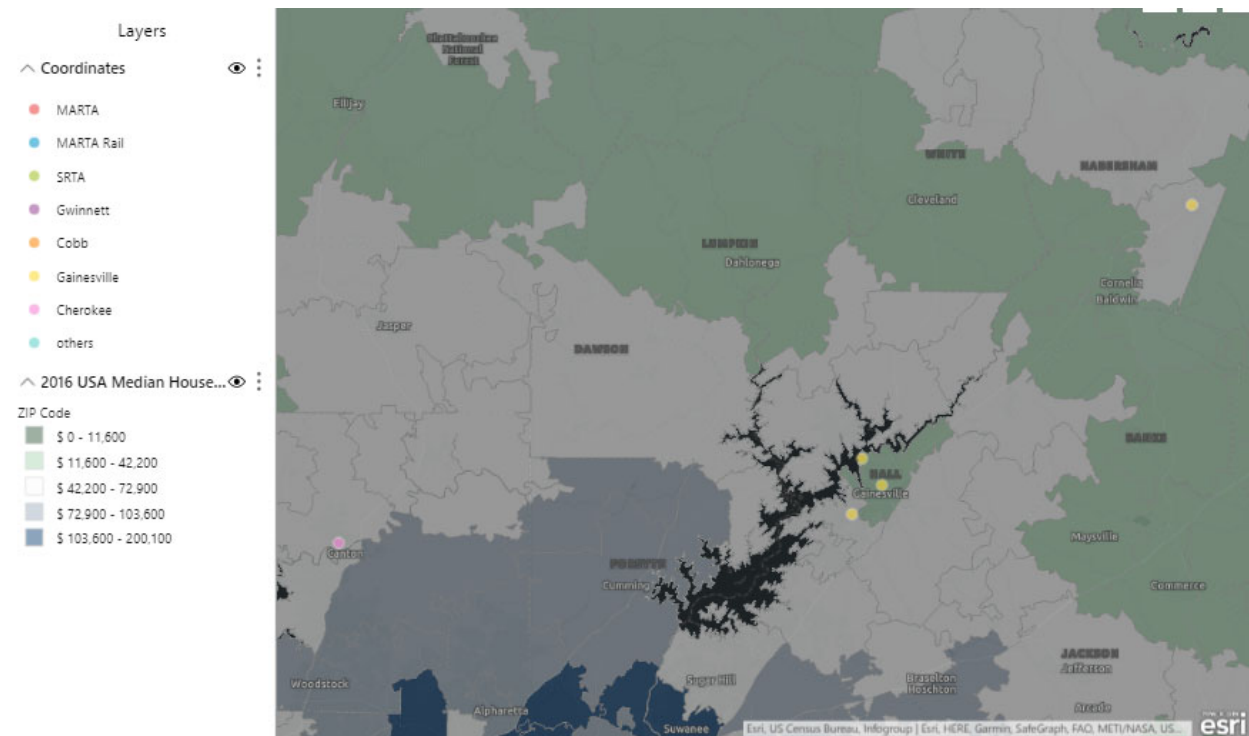 Layers
Coordinates
MARTA
MARTA Rail
SRTA
Gwinnett
Cobb
Gainesville
Cherokee
others
2016 USA Median House...
ZIP Code
$ 0 - 11,600
$ 11,600 - 42,200
$ 42,200 - 72,900
$ 72,900 - 103,600
$ 103,600 - 200,100
Chattahoochee
National
Forest
Ellijay
WHITE
HABERSHAM
Cleveland
LUMPKIN
Dahlonega
Cornelia
Baldwin
Jasper
DAWSON
BANKS
HALL
Gainesville
Maysville
Canton
FORSYTH
Cumming
Commerce
JACKSON
Jefferson
Woodstock
Sugar Hill
Braselton
Hoschton
Alpharetta
Arcade
Suwanee
Esri, US Census Bureau, Infogroup | Esri, HERE, Garmin, SafeGraph, FAO, METI/NASA, US...
esri